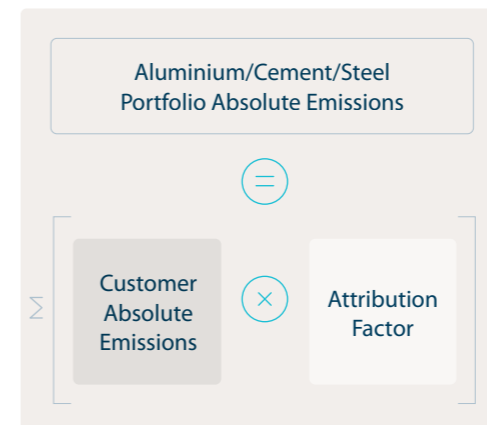 Aluminium/Cement/Steel
Portfolio Absolute Emissions
=
Σ
Customer
Absolute
Emissions
×
Attribution
Factor